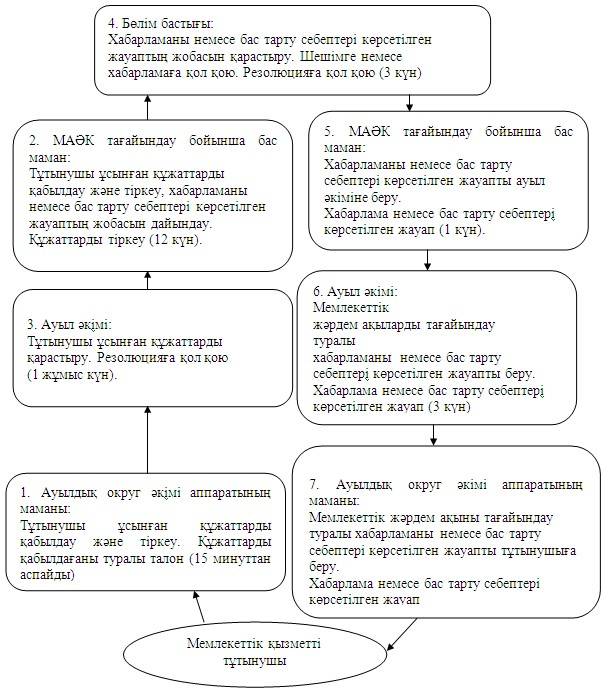 4. Бөлім бастығы:
Хабарламаны немесе бас тарту себептері көрсетілген
жауаптың жобасын қарастыру. Шешімге немесе
хабарламаға қол қою. Резолюцияға қол қою (3 күн)
2. МАӘК тағайындау бойынша бас
маман:
Тұтынушы ұсынған құжаттарды
қабылдау және тіркеу, хабарламаны
немесе бас тарту себептері көрсетілген
жауаптың жобасын дайындау.
Құжаттарды тіркеу (12 күн).
5. МАӘК тағайындау бойынша бас
маман:
Хабарламаны немесе бас тарту
себептері көрсетілген жауапты ауыл
әкіміне беру.
Хабарлама немесе бас тарту себептері
көрсетілген жауап (1 күн).
3. Ауыл әкімі:
Тұтынушы ұсынған құжаттарды
қарастыру. Резолюцияға қол қою
(1 жұмыс күн).
6. Ауыл әкімі:
Мемлекеттік
жәрдем ақыларды тағайындау
туралы
хабарламаны немесе бас тарту
себептері көрсетілген жауапты беру.
Хабарлама немесе бас тарту себептері
көрсетілген жауап (3 күн)
1. Ауылдық округ әкімі аппаратының
маманы:
Тұтынушы ұсынған құжаттарды
қабылдау және тіркеу. Құжаттарды
қабылдағаны туралы талон (15 минуттан
аспайды)
7. Ауылдық округ әкімі аппаратының
маманы:
Мемлекеттік жәрдем ақыны тағайындау
туралы хабарламаны немесе бас тарту
себептері көрсетілген жауапты тұтынушыға
беру.
Хабарлама немесе бас тарту себептері
көрсетілген жауап
Мемлекеттік қызметті
тұтынушы